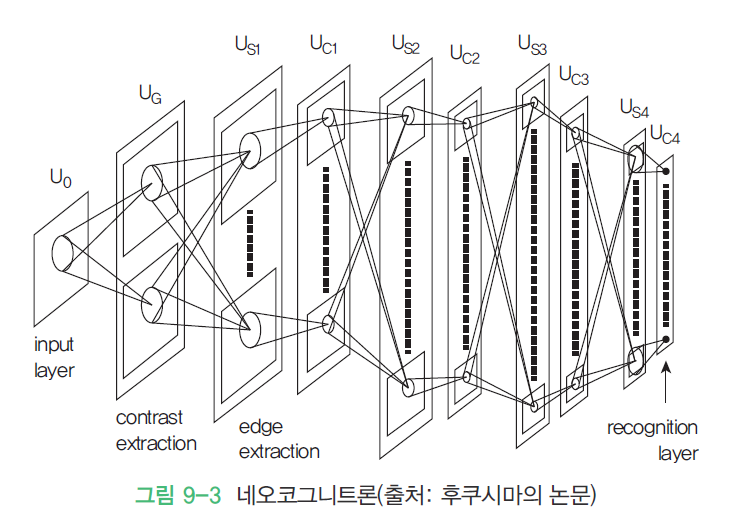 U0
UG
US1
UC1
US2
UC2
US3
UC3
US4
UC4
input
layer
contrast
extraction
edge
extraction
recognition
layer
그림 9-3 네오코그니트론(출처: 후쿠시마의 논문)